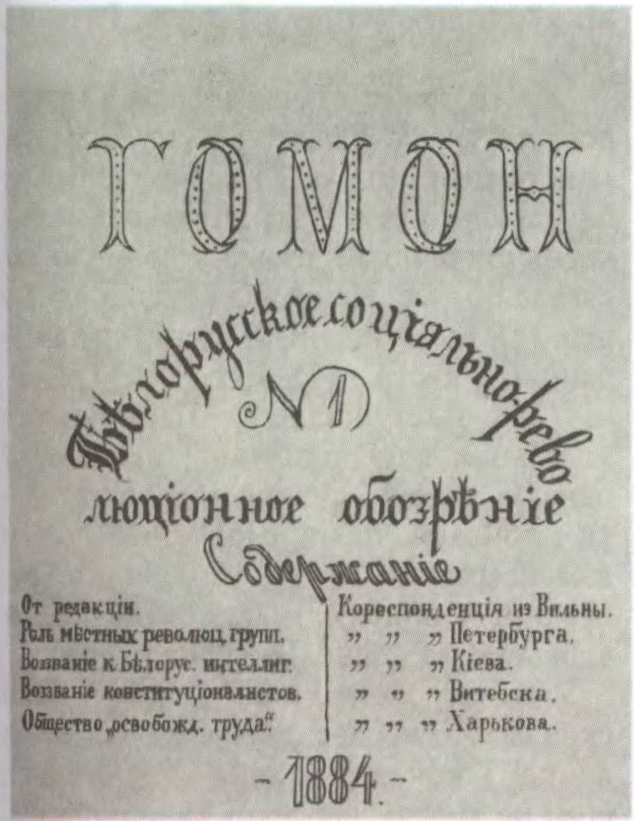 ГОМОН
Бѣлорусское соціяльно-рево
№ 1
люціонное обозрѣніе
Содержаніе
От редакціи.
Роль мѣстных революц. групп.
Воззваніе к Бѣлорус. интеллиг.
Воззваніе конституціоналистов.
Общество „освобожд. труда“.
Кореспонденція из Вильны.
„ „ „ Петербурга.
„ „ „ Кіева.
„ „ „ Витебска.
„ „ „ Харькова.
- 1884. -